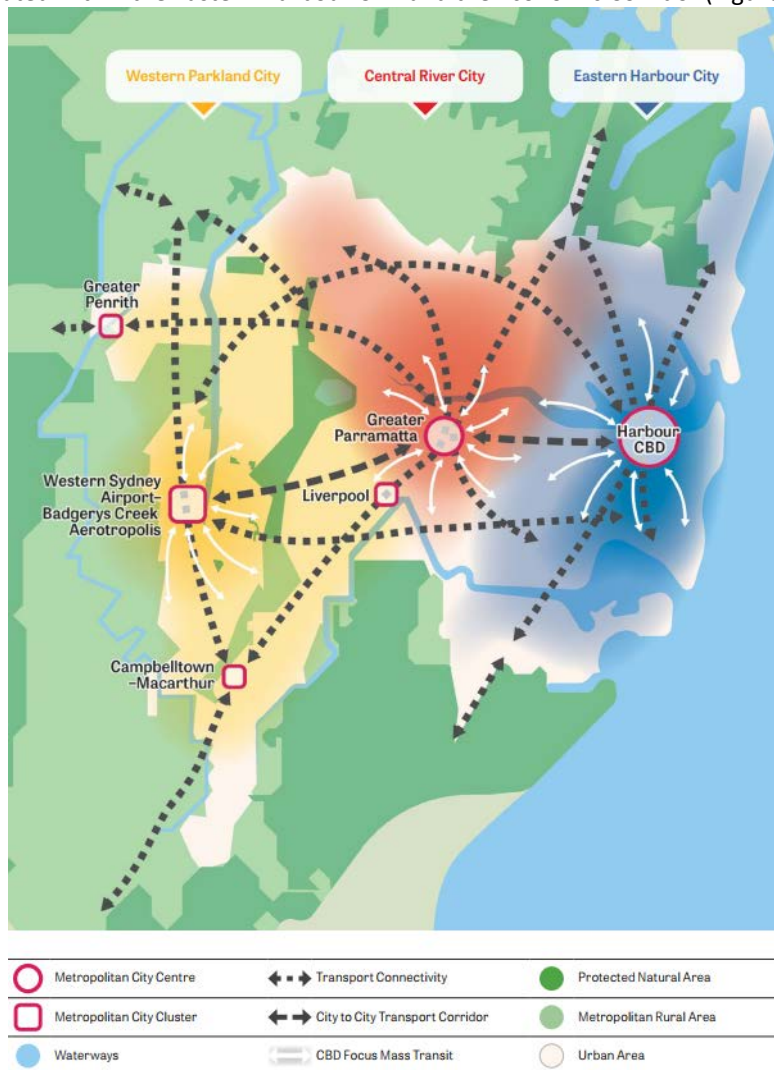 Western Parkland City
Central River City
Eastern Harbour City
Greater
Penrith
Greater
Parramatta
Harbour
CBD
Western Sydney
Airport–
Badgerys Creek
Aerotropolis
Liverpool
Campbelltown
–Macarthur
Metropolitan City Centre
Transport Connectivity
Protected Natural Area
Metropolitan City Cluster
City to City Transport Corridor
Metropolitan Rural Area
Waterways
CBD Focus Mass Transit
Urban Area